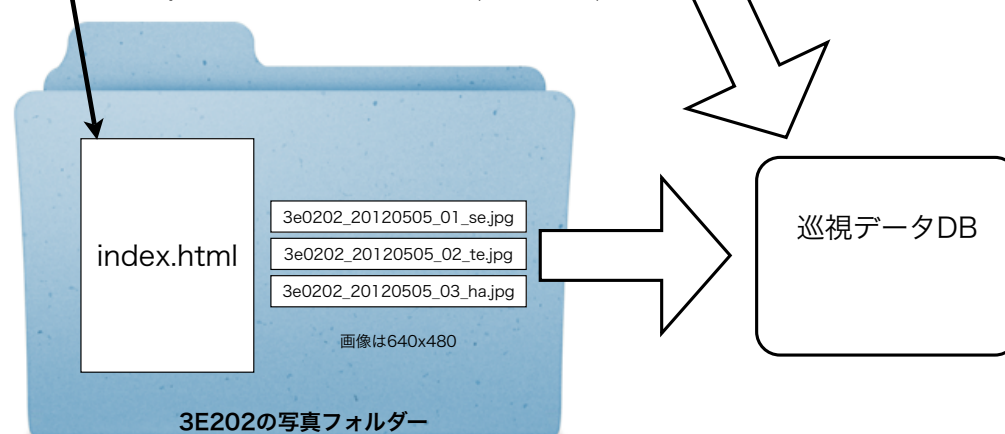 index.html
3e0202_20120505_01_se.jpg
3e0202_20120505_02_te.jpg
3e0202_20120505_03_ha.jpg
画像は640x480
3E202の写真フォルダー
巡視データDB